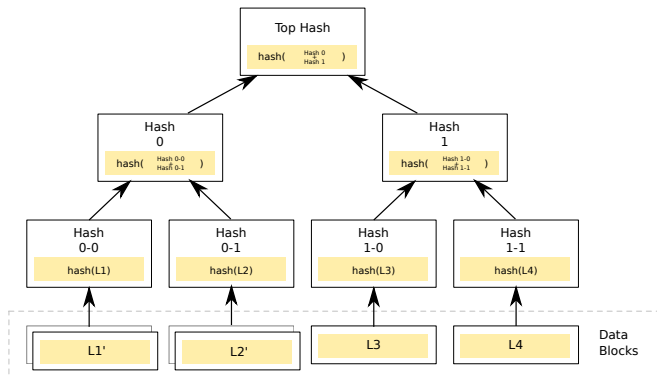 Top Hash
hash( Hash 0 + Hash 1 )
Hash
0
hash( Hash 0-0 + Hash 0-1 )
Hash
1
hash( Hash 1-0 + Hash 1-1 )
Hash
0-0
hash(L1)
Hash
0-1
hash(L2)
Hash
1-0
hash(L3)
Hash
1-1
hash(L4)
L1'
L2'
L3
L4
Data
Blocks